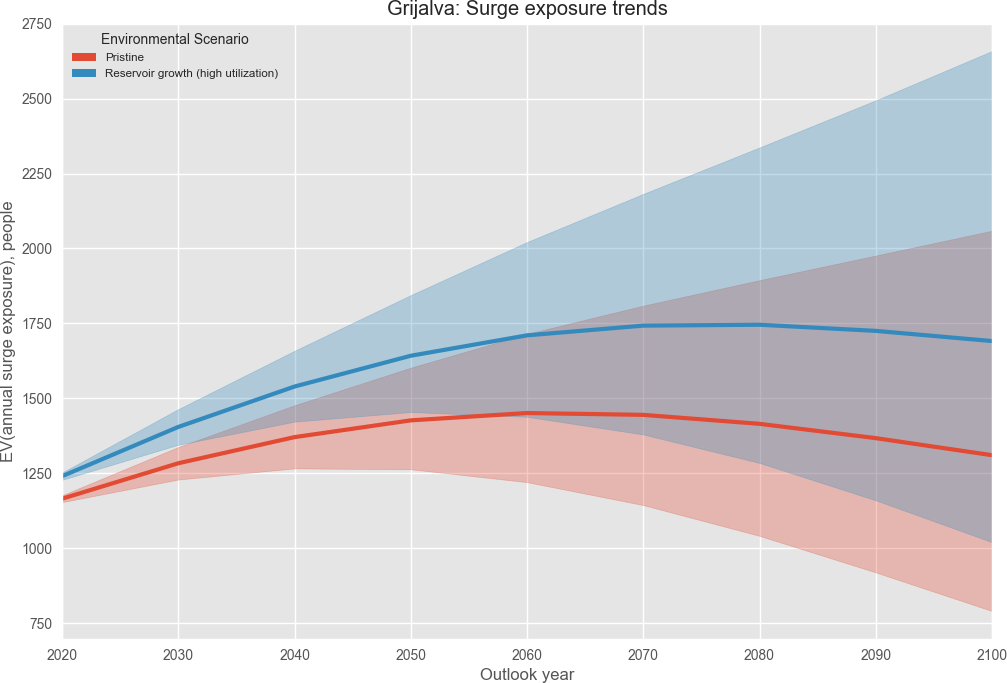 Grijalva: Surge exposure trends
Environmental Scenario
Pristine
Reservoir growth (high utilization)
EV(annual surge exposure), people
2750
2500
2250
2000
1750
1500
1250
1000
750
2020 2030 2040 2050 2060 2070 2080 2090 2100
Outlook year